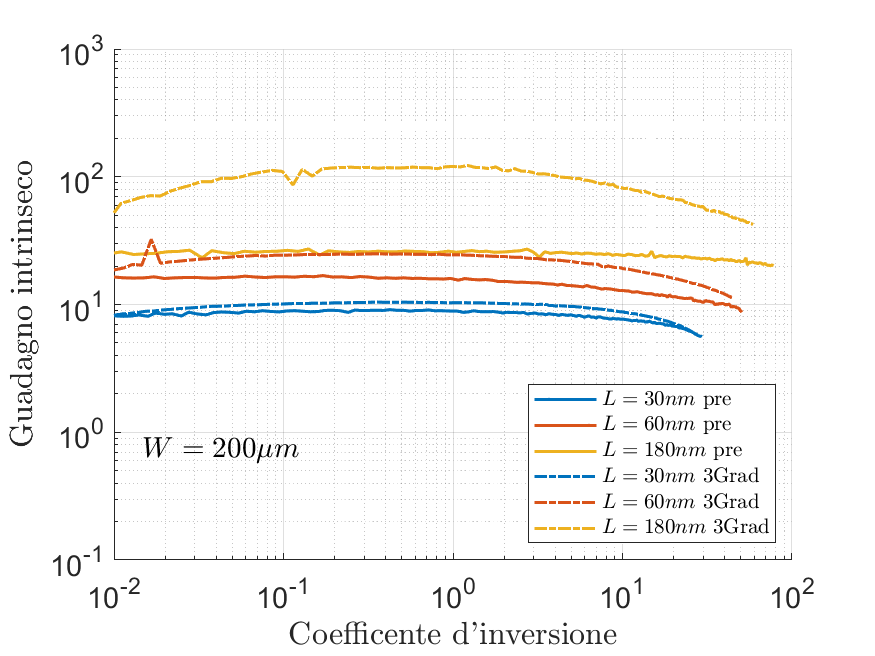 10^3
10^2
10^1
10^0
10^-1
Guadagno intrinseco
W = 200μm
L = 30nm pre
L = 60nm pre
L = 180nm pre
L = 30nm 3Grad
L = 60nm 3Grad
L = 180nm 3Grad
10^-2 10^-1 10^0 10^1 10^2
Coefficente d'inversione